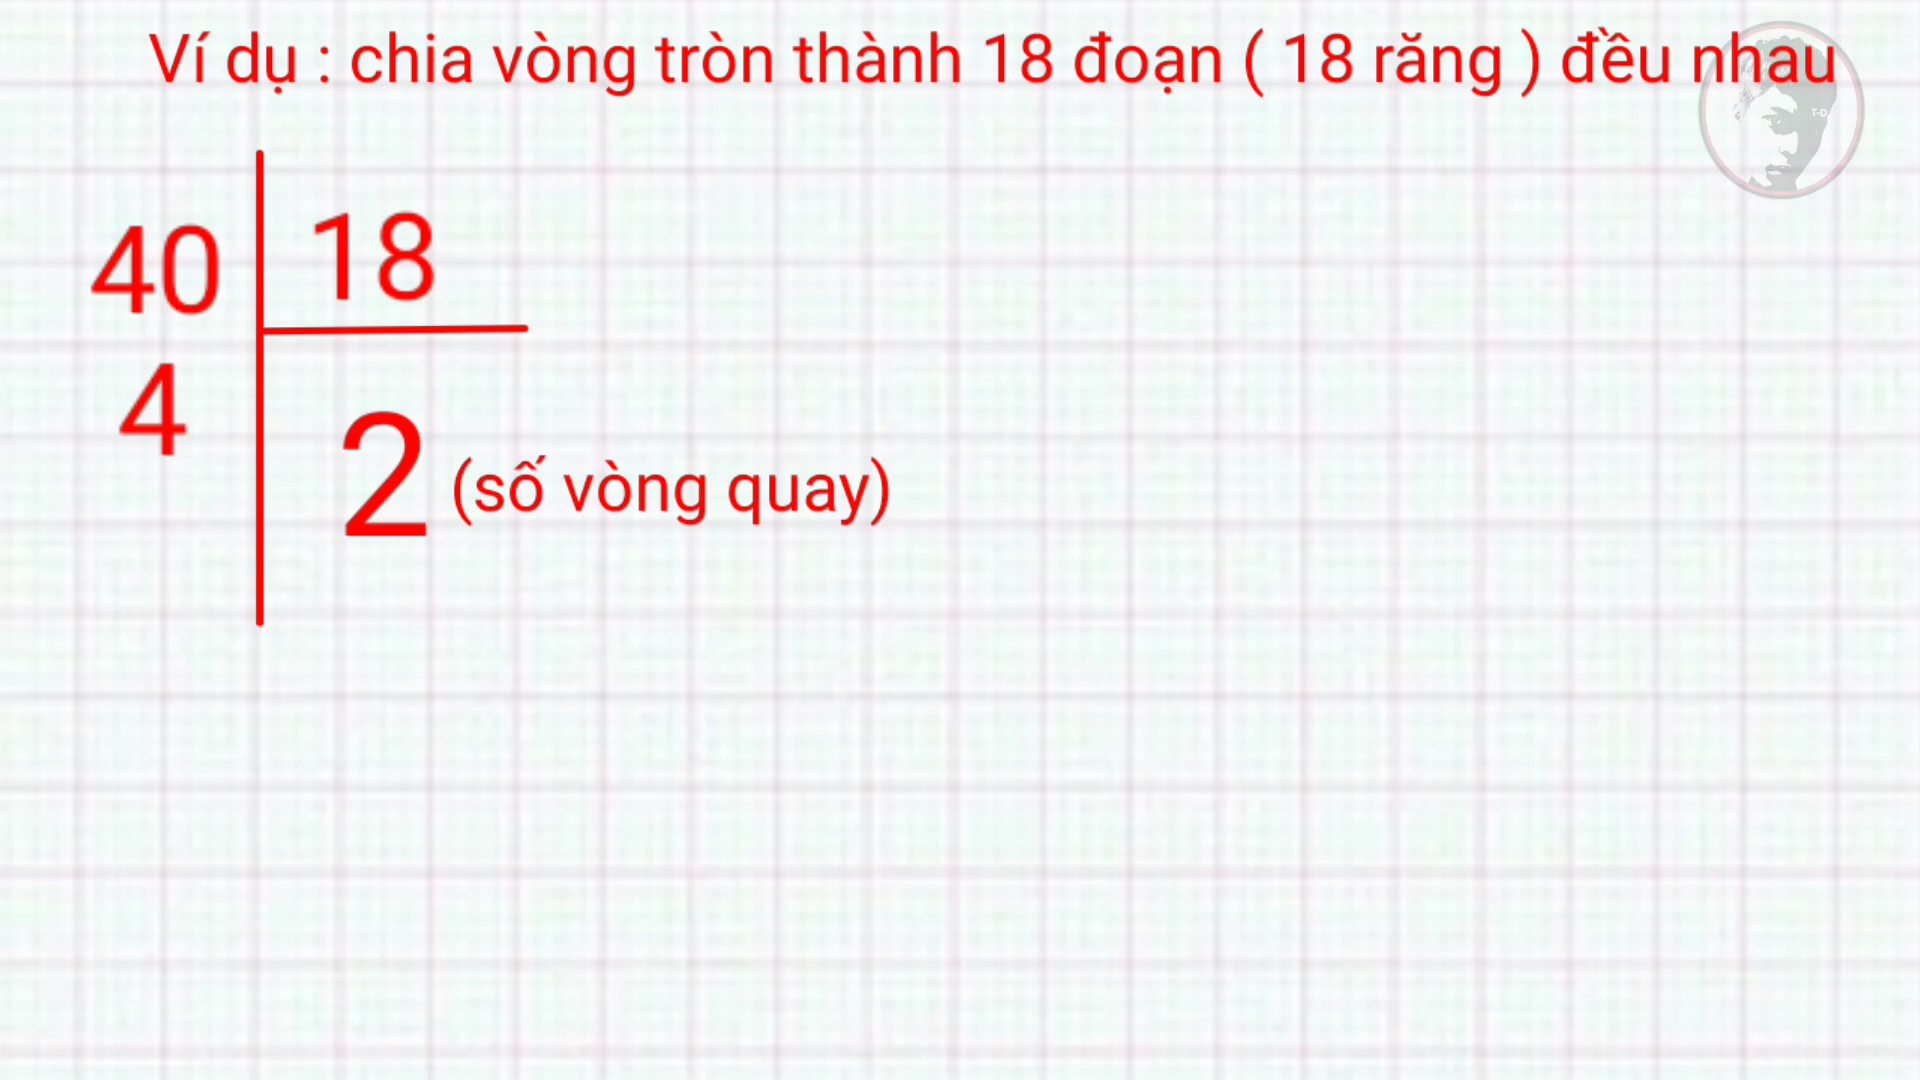 Ví dụ : chia vòng tròn thành 18 đoạn ( 18 răng ) đều nhau
40 18
4
2 (số vòng quay)
T-D